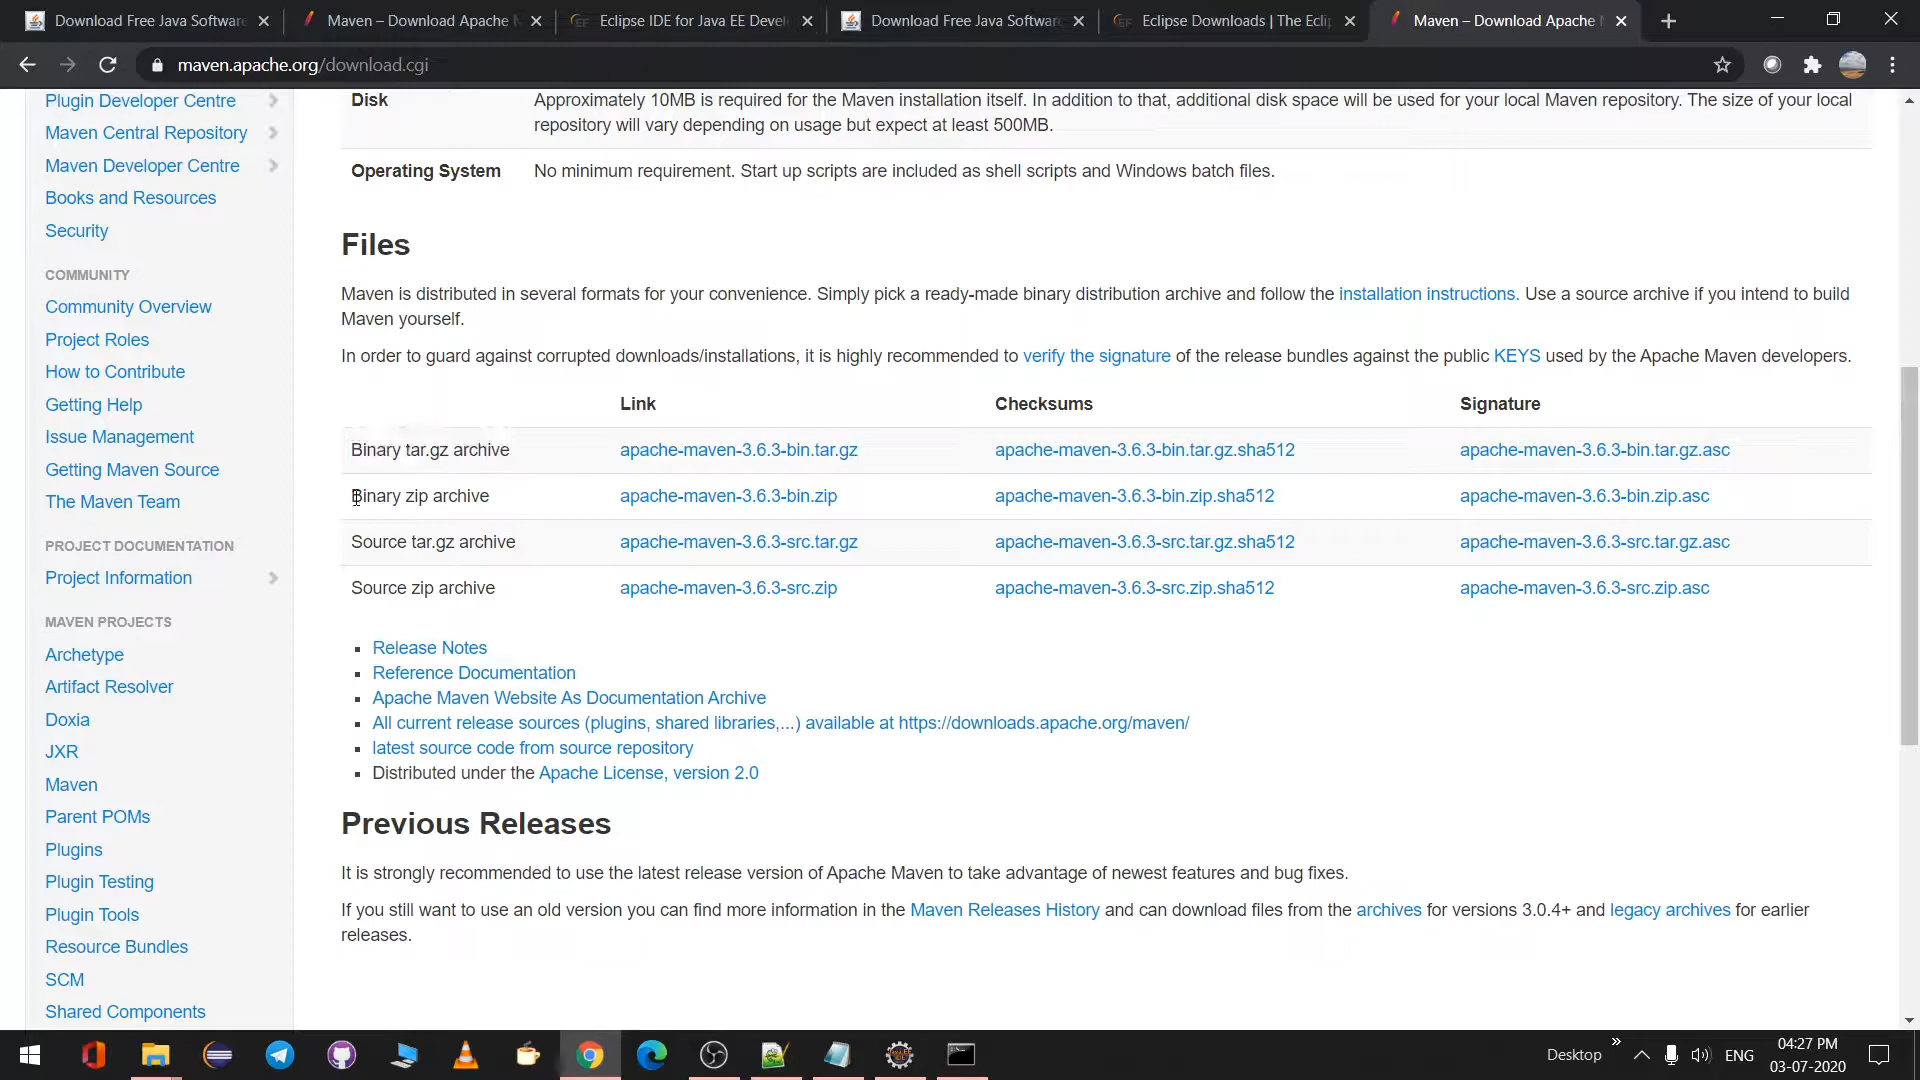 Download Free Java Software
Maven – Download Apache
Eclipse IDE for Java EE Devel
Download Free Java Software
Eclipse Downloads | The Ecli
Maven – Download Apache
maven.apache.org/download.cgi
Plugin Developer Centre
Maven Central Repository
Maven Developer Centre
Books and Resources
Security
COMMUNITY
Community Overview
Project Roles
How to Contribute
Getting Help
Issue Management
Getting Maven Source
The Maven Team
PROJECT DOCUMENTATION
Project Information
MAVEN PROJECTS
Archetype
Artifact Resolver
Doxia
JXR
Maven
Parent POMs
Plugins
Plugin Testing
Plugin Tools
Resource Bundles
SCM
Shared Components
Disk Approximately 10MB is required for the Maven installation itself. In addition to that, additional disk space will be used for your local Maven repository. The size of your local
repository will vary depending on usage but expect at least 500MB.
Operating System No minimum requirement. Start up scripts are included as shell scripts and Windows batch files.
Files
Maven is distributed in several formats for your convenience. Simply pick a ready-made binary distribution archive and follow the installation instructions. Use a source archive if you intend to build
Maven yourself.
In order to guard against corrupted downloads/installations, it is highly recommended to verify the signature of the release bundles against the public KEYS used by the Apache Maven developers.
Link Checksums Signature
Binary tar.gz archive apache-maven-3.6.3-bin.tar.gz apache-maven-3.6.3-bin.tar.gz.sha512 apache-maven-3.6.3-bin.tar.gz.asc
Binary zip archive apache-maven-3.6.3-bin.zip apache-maven-3.6.3-bin.zip.sha512 apache-maven-3.6.3-bin.zip.asc
Source tar.gz archive apache-maven-3.6.3-src.tar.gz apache-maven-3.6.3-src.tar.gz.sha512 apache-maven-3.6.3-src.tar.gz.asc
Source zip archive apache-maven-3.6.3-src.zip apache-maven-3.6.3-src.zip.sha512 apache-maven-3.6.3-src.zip.asc
Release Notes
Reference Documentation
Apache Maven Website As Documentation Archive
All current release sources (plugins, shared libraries,...) available at https://downloads.apache.org/maven/
latest source code from source repository
Distributed under the Apache License, version 2.0
Previous Releases
It is strongly recommended to use the latest release version of Apache Maven to take advantage of newest features and bug fixes.
If you still want to use an old version you can find more information in the Maven Releases History and can download files from the archives for versions 3.0.4+ and legacy archives for earlier
releases.
Desktop
ENG
04:27 PM
03-07-2020